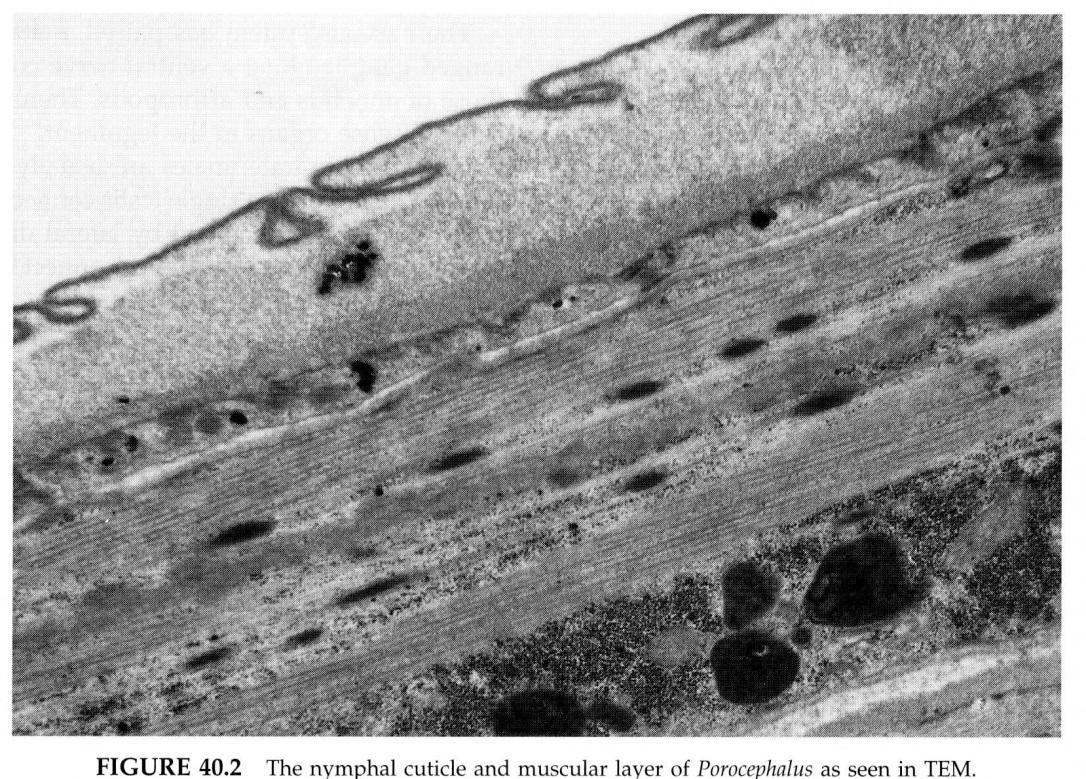 FIGURE 40.2 The nymphal cuticle and muscular layer of Porocephalus as seen in TEM.